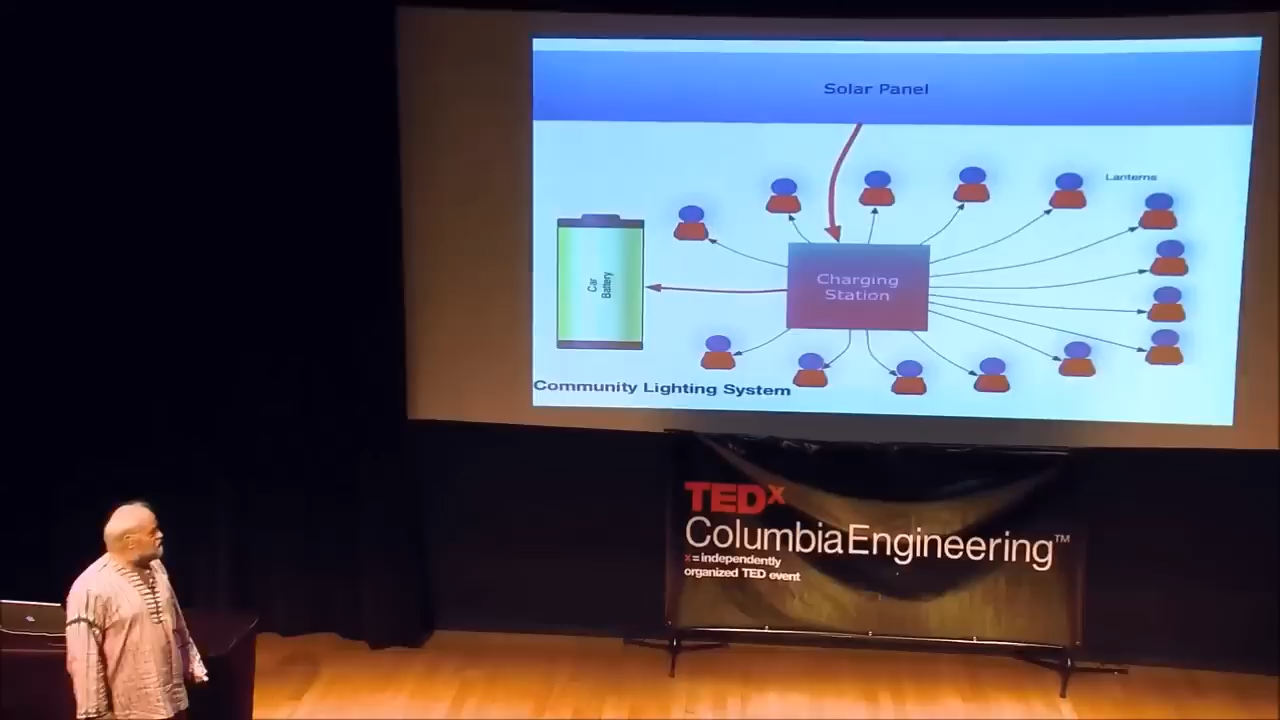 Solar Panel
Lanterns
Charging
Station
Car
Battery
Community Lighting System
TEDx
ColumbiaEngineering™
x=independently
organized TED event